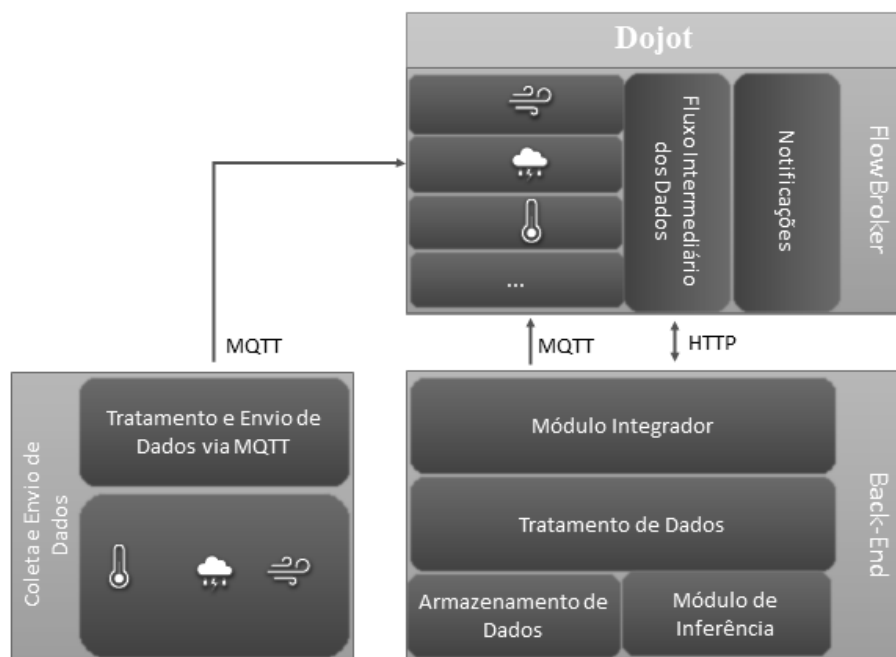 Dojot
Fluxo Intermediário
dos Dados
Notificações
FlowBroker
...
MQTT
MQTT
HTTP
Coleta e Envio de
Dados
Tratamento e Envio de
Dados via MQTT
Módulo Integrador
Tratamento de Dados
Armazenamento de
Dados
Módulo de
Inferência
Back-End